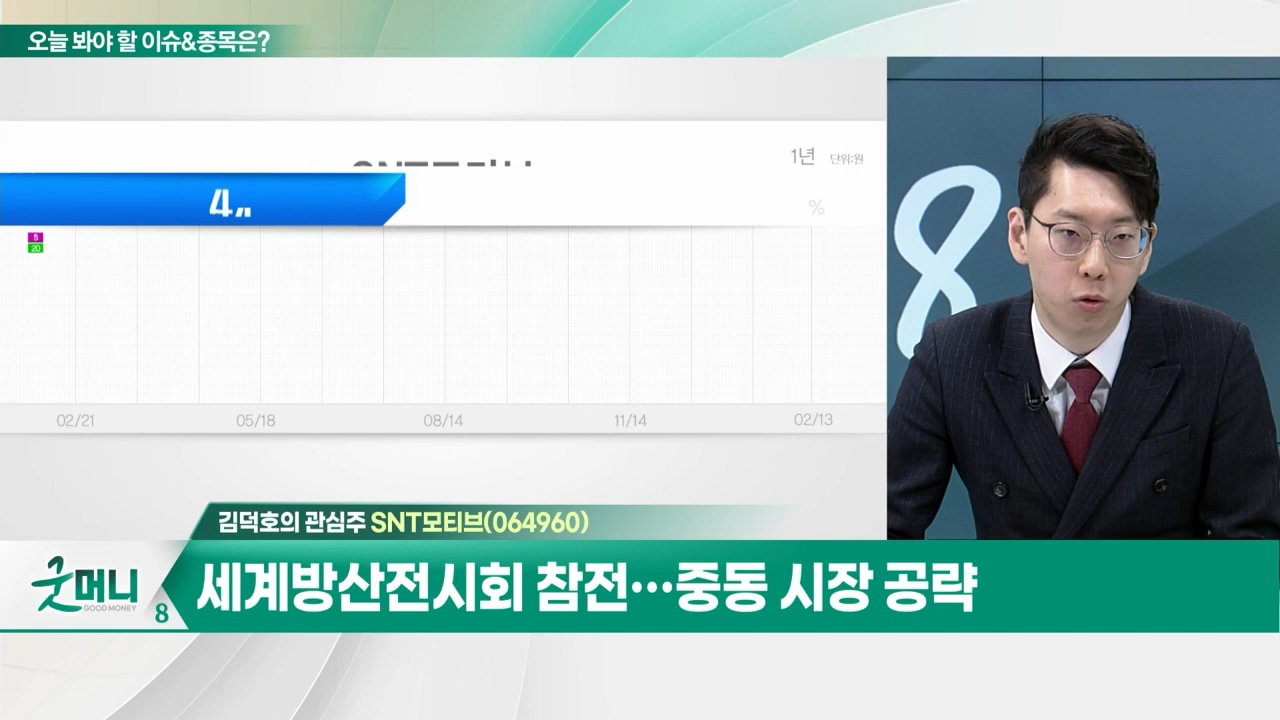 오늘 봐야 할 이슈&종목은?
1년 단위:원
%
5
20
02/21 05/18 08/14 11/14 02/13
김덕호의 관심주 SNT모티브(064960)
굿머니
GOOD MONEY
8
세계방산전시회 참전…중동 시장 공략
8